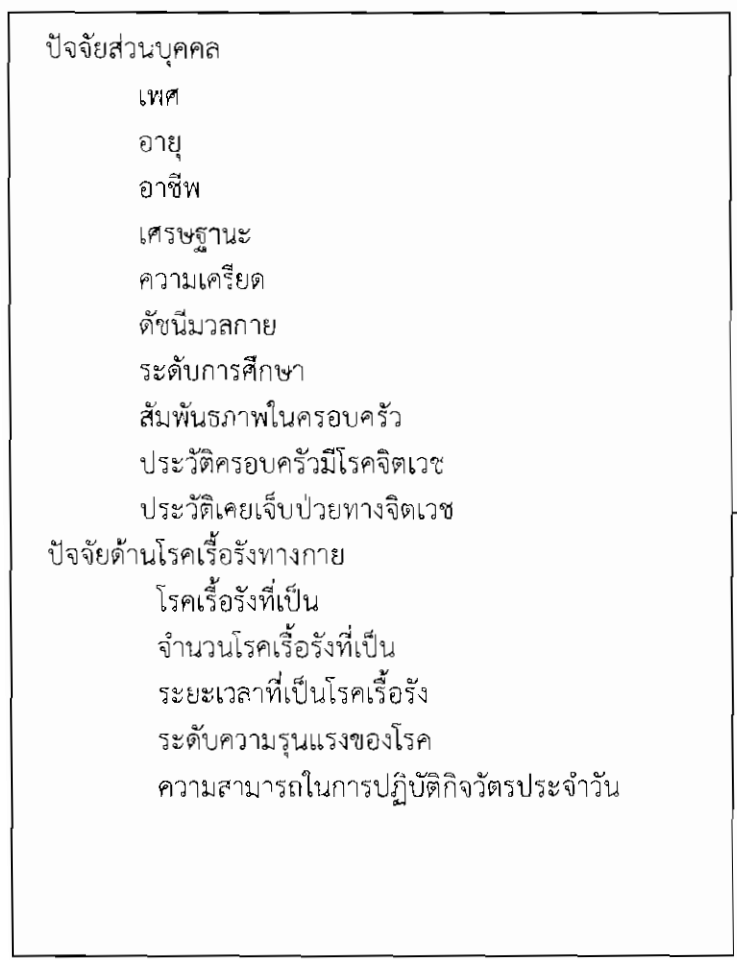 ปัจจัยส่วนบุคคล
เพศ
อายุ
อาชีพ
เศรษฐานะ
ความเครียด
ดัชนีมวลกาย
ระดับการศึกษา
สัมพันธภาพในครอบครัว
ประวัติครอบครัวมีโรคจิตเวช
ประวัติเคยเจ็บป่วยทางจิตเวช
ปัจจัยด้านโรคเรื้อรังทางกาย
โรคเรื้อรังที่เป็น
จำนวนโรคเรื้อรังที่เป็น
ระยะเวลาที่เป็นโรคเรื้อรัง
ระดับความรุนแรงของโรค
ความสามารถในการปฏิบัติกิจวัตรประจำวัน